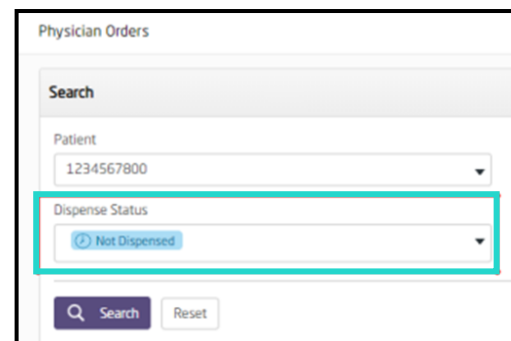 Physician Orders
Search
Patient
1234567800
Dispense Status
Not Dispensed
Search Reset